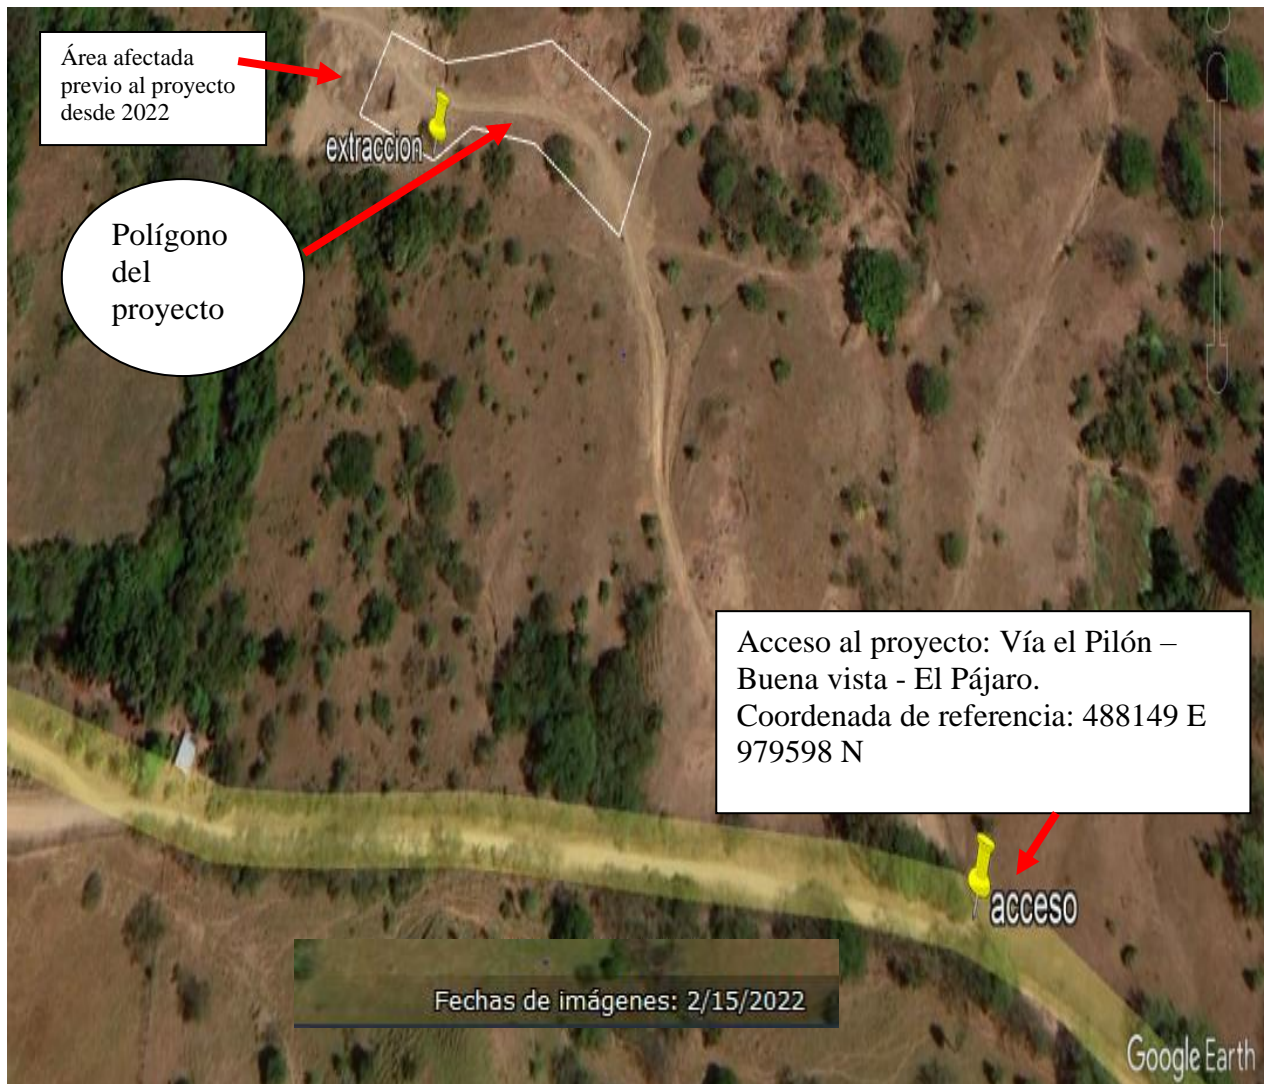 Área afectada
previo al proyecto
desde 2022
extraccion
Polígono
del
proyecto
Acceso al proyecto: Vía el Pilón –
Buena vista - El Pájaro.
Coordenada de referencia: 488149 E
979598 N
acceso
Fechas de imágenes: 2/15/2022
Google Earth